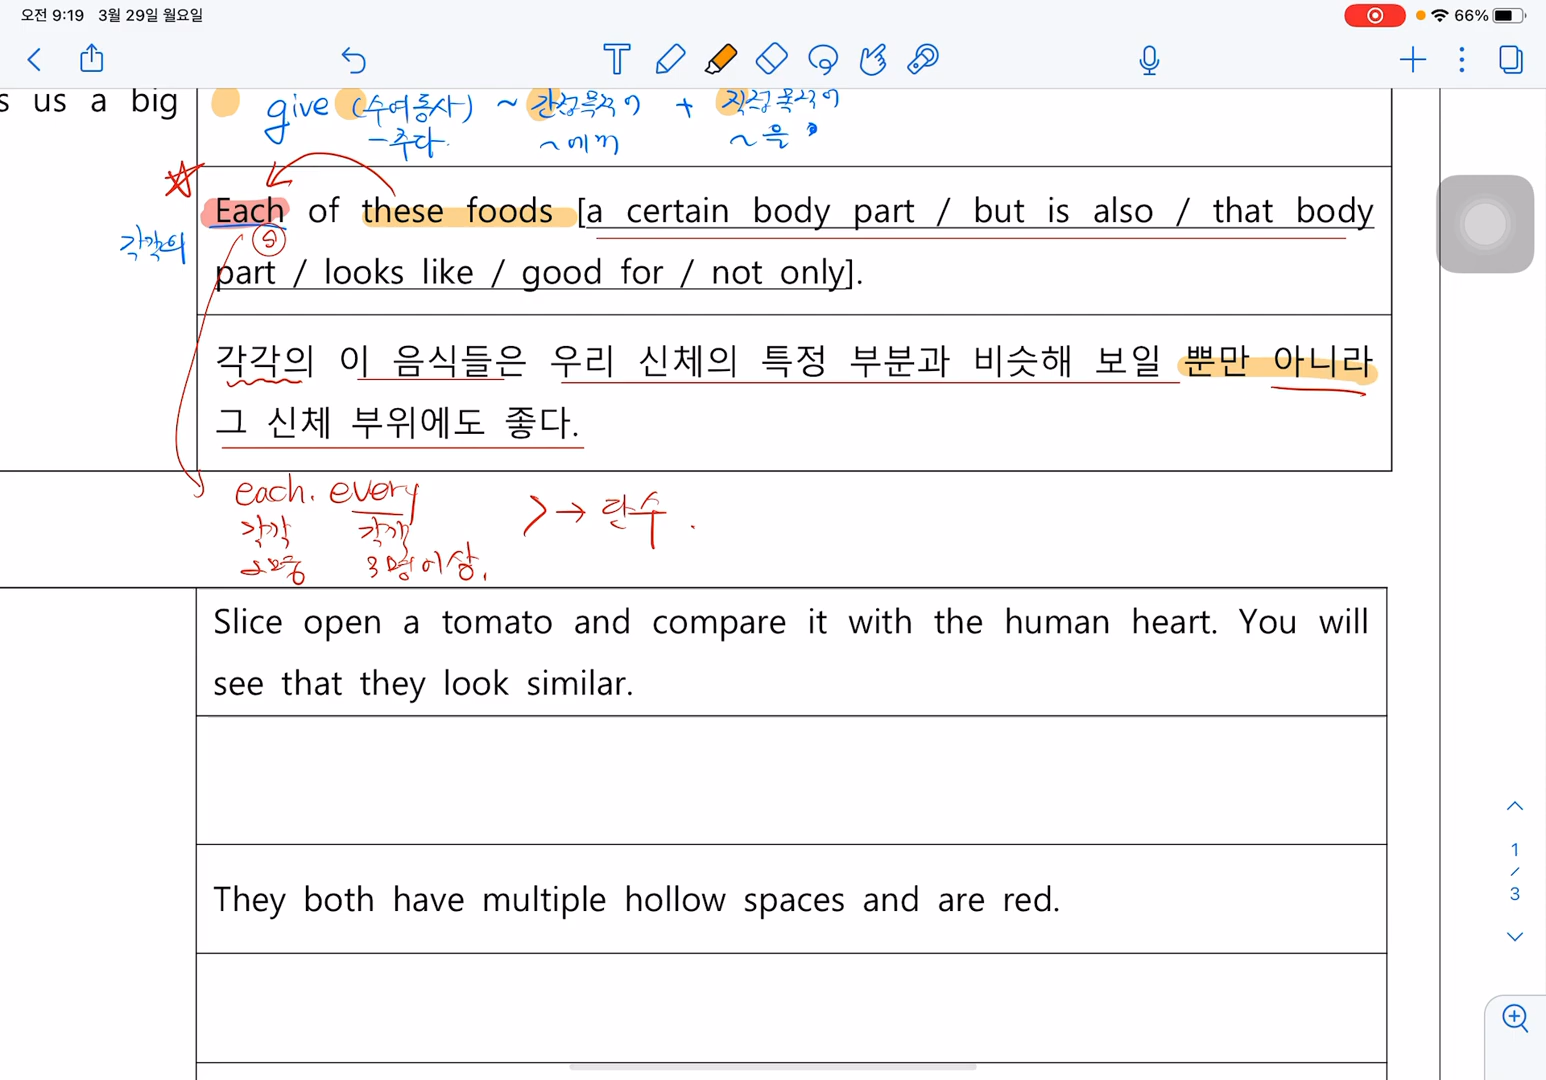 오전 9:19 3월 29일 월요일
66%
s us a big
give (수여동사) ~ 간접목적어 + 직접목적어
~주다. ~에게 ~을
Each of these foods [a certain body part / but is also / that body
S
각각의
part / looks like / good for / not only].
각각의 이 음식들은 우리 신체의 특정 부분과 비슷해 보일 뿐만 아니라
그 신체 부위에도 좋다.
each. every
각각 → 단수.
3명이상.
Slice open a tomato and compare it with the human heart. You will
see that they look similar.
1
/
3
They both have multiple hollow spaces and are red.